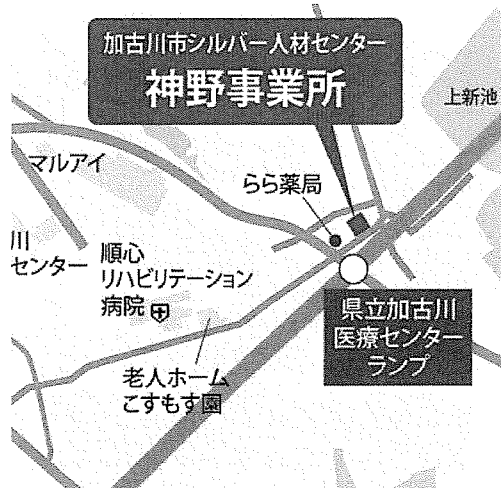 加古川市シルバー人材センター
神野事業所
上新池
マルアイ
らら薬局
川
センター
順心
リハビリテーション
病院
県立加古川
医療センター
ランプ
老人ホーム
こすもす園